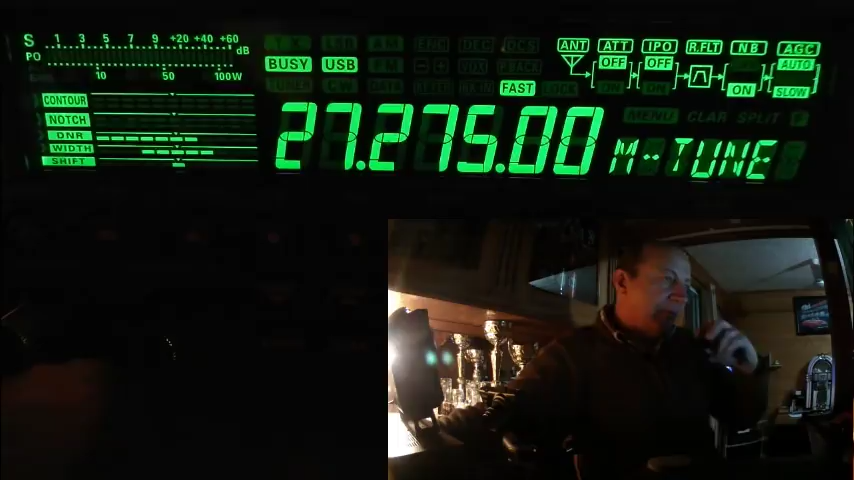 S 1 3 5 7 9 +20 +40 +60 dB
PO 10 50 100W
BUSY USB
FAST
ANT ATT IPO R.FLT NB AGC
OFF OFF AUTO
ON SLOW
CONTOUR
NOTCH
DNR
WIDTH
SHIFT
MENU CLAR SPLIT
27.275.00 M-TUNE